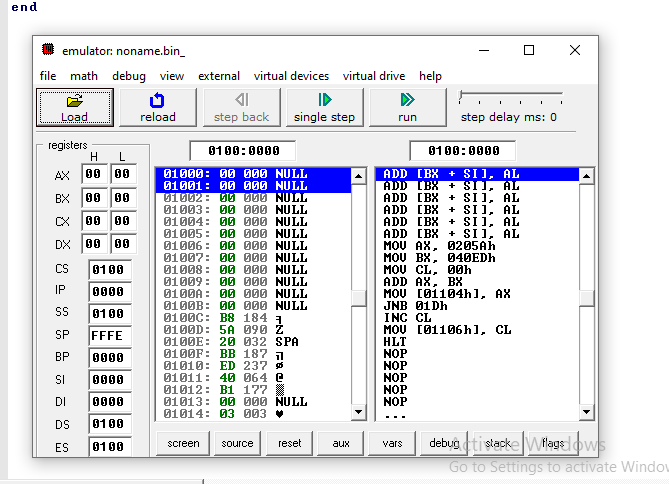 end
emulator: noname.bin_
file math debug view external virtual devices virtual drive help
Load reload step back single step run step delay ms: 0
registers 0100:0000 0100:0000
H L
AX 00 00
BX 00 00
CX 00 00
DX 00 00
CS 0100
IP 0000
SS 0100
SP FFFE
BP 0000
SI 0000
DI 0000
DS 0100
ES 0100
01000: 00 000 NULL
01001: 00 000 NULL
01002: 00 000 NULL
01003: 00 000 NULL
01004: 00 000 NULL
01005: 00 000 NULL
01006: 00 000 NULL
01007: 00 000 NULL
01008: 00 000 NULL
01009: 00 000 NULL
0100A: 00 000 NULL
0100B: 00 000 NULL
0100C: B8 184 ╕
0100D: 5A 090 Z
0100E: 20 032 SPA
0100F: BB 187 ╗
01010: ED 237 ø
01011: 40 064 @
01012: B1 177 ▒
01013: 00 000 NULL
01014: 03 003 ♥
ADD [BX + SI], AL
ADD [BX + SI], AL
ADD [BX + SI], AL
ADD [BX + SI], AL
ADD [BX + SI], AL
ADD [BX + SI], AL
MOV AX, 0205Ah
MOV BX, 040EDh
MOV CL, 00h
ADD AX, BX
MOV [01104h], AX
JNB 01Dh
INC CL
MOV [01106h], CL
HLT
NOP
NOP
NOP
NOP
NOP
...
screen source reset aux vars debug stack flags
Activate Windows
Go to Settings to activate Window